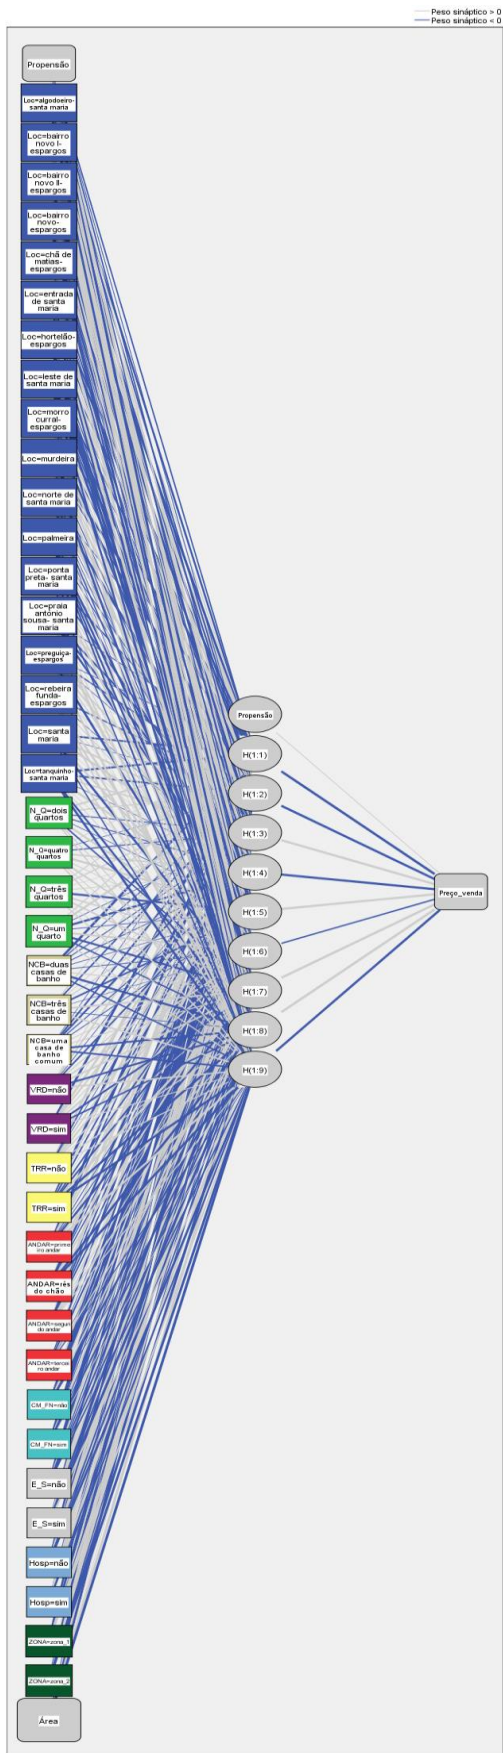 Peso sináptico > 0
Peso sináptico < 0
Propensão
Loc=algodoeiro-
santa maria
Loc=bairro
novo I-
espargos
Loc=bairro
novo II-
espargos
Loc=bairro
novo-
espargos
Loc=chã de
matias-
espargos
Loc=entrada
de santa
maria
Loc=hortelão-
espargos
Loc=leste de
santa maria
Loc=morro
curral-
espargos
Loc=murdeira
Loc=norte de
santa maria
Loc=palmeira
Loc=ponta
preta- santa
maria
Loc=praia
antónio
sousa- santa
maria
Loc=preguiça-
espargos
Loc=rebeira
funda-
espargos
Loc=santa
maria
Loc=tanquinho-
santa maria
N_Q=dois
quartos
N_Q=quatro
quartos
N_Q=três
quartos
N_Q=um
quarto
NCB=duas
casas de
banho
NCB=três
casas de
banho
NCB=uma
casa de
banho
comum
VRD=não
VRD=sim
TRR=não
TRR=sim
ANDAR=prime
iro andar
ANDAR=rés
do chão
ANDAR=segun
do andar
ANDAR=tercei
ro andar
CM_FN=não
CM_FN=sim
E_S=não
E_S=sim
Hosp=não
Hosp=sim
ZONA=zona_1
ZONA=zona_2
Área
Propensão
H(1:1)
H(1:2)
H(1:3)
H(1:4)
H(1:5)
H(1:6)
H(1:7)
H(1:8)
H(1:9)
Preço_venda